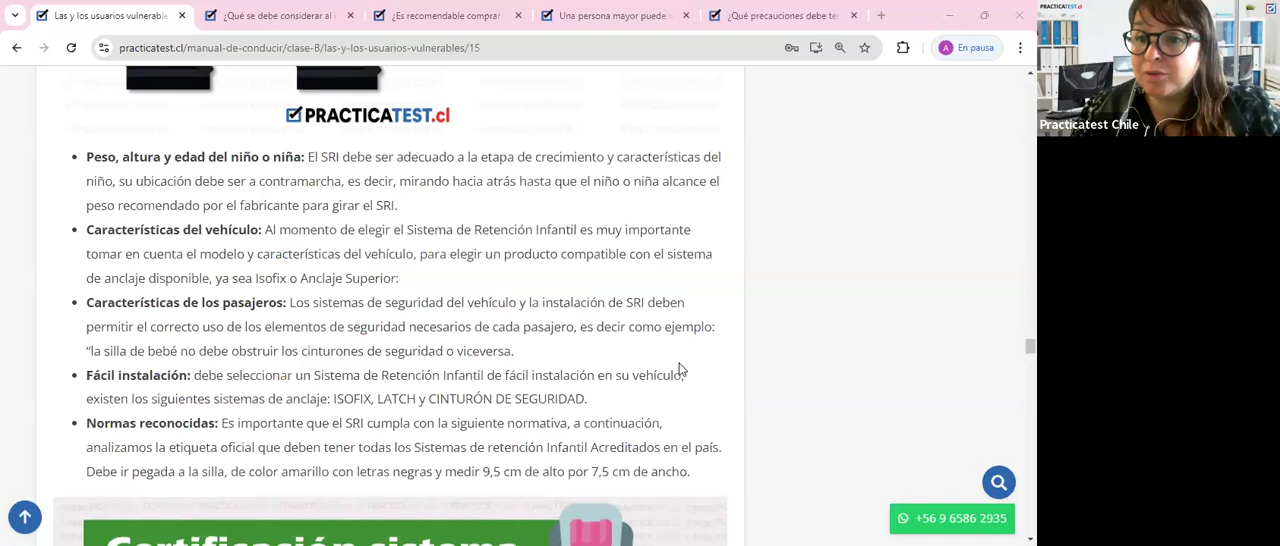 Las y los usuarios vulnerable
¿Qué se debe considerar al c
¿Es recomendable comprar
Una persona mayor puede s
¿Qué precauciones debe ten
practicatest.cl/manual-de-conducir/clase-B/las-y-los-usuarios-vulnerables/15
A En pausa
PRACTICATEST.cl
Practicatest Chile
PRACTICATEST.cl
• Peso, altura y edad del niño o niña: El SRI debe ser adecuado a la etapa de crecimiento y características del
niño, su ubicación debe ser a contramarcha, es decir, mirando hacia atrás hasta que el niño o niña alcance el
peso recomendado por el fabricante para girar el SRI.
• Características del vehículo: Al momento de elegir el Sistema de Retención Infantil es muy importante
tomar en cuenta el modelo y características del vehículo, para elegir un producto compatible con el sistema
de anclaje disponible, ya sea Isofix o Anclaje Superior:
• Características de los pasajeros: Los sistemas de seguridad del vehículo y la instalación de SRI deben
permitir el correcto uso de los elementos de seguridad necesarios de cada pasajero, es decir como ejemplo:
“la silla de bebé no debe obstruir los cinturones de seguridad o viceversa.
• Fácil instalación: debe seleccionar un Sistema de Retención Infantil de fácil instalación en su vehículo,
existen los siguientes sistemas de anclaje: ISOFIX, LATCH y CINTURÓN DE SEGURIDAD.
• Normas reconocidas: Es importante que el SRI cumpla con la siguiente normativa, a continuación,
analizamos la etiqueta oficial que deben tener todas los Sistemas de retención Infantil Acreditados en el país.
Debe ir pegada a la silla, de color amarillo con letras negras y medir 9,5 cm de alto por 7,5 cm de ancho.
+56 9 6586 2935
Certificación sistema